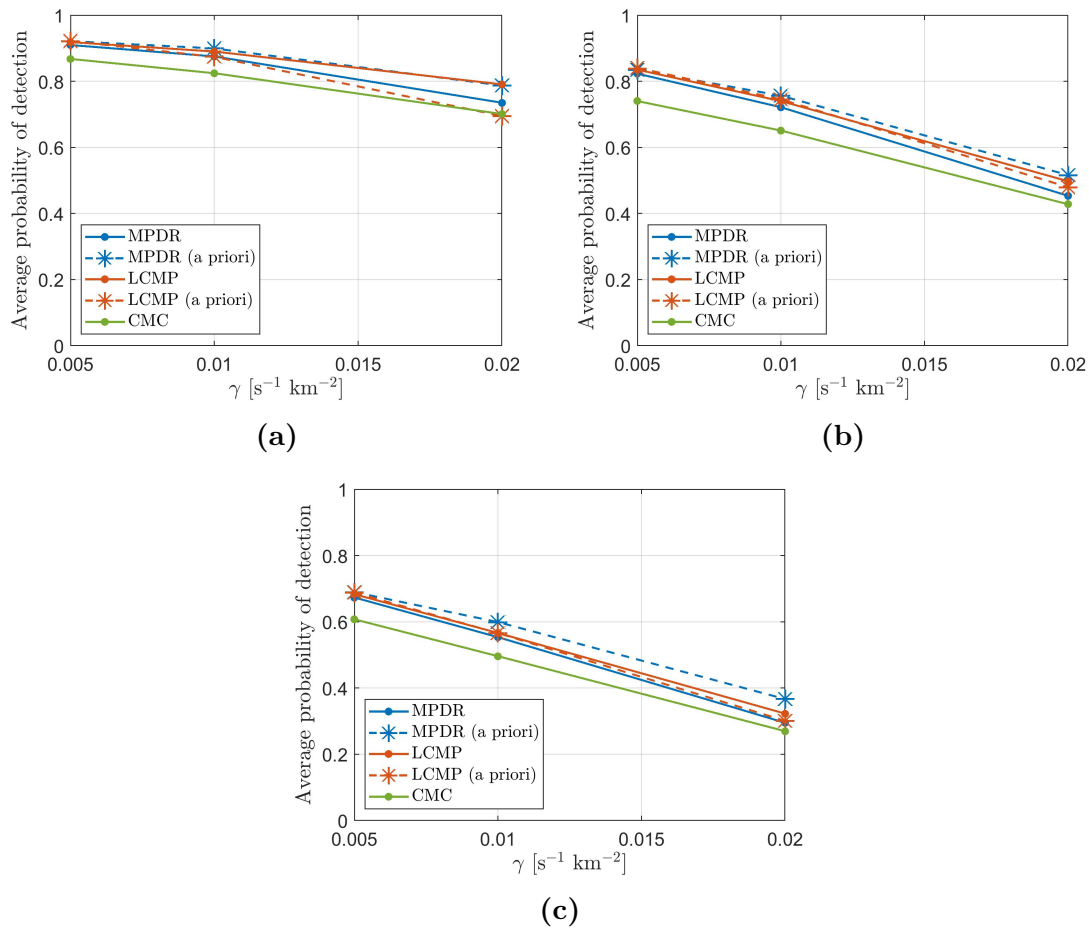 Average probability of detection
1
0.8
0.6
0.4
0.2
0
0.005
0.01
0.015
0.02
γ [s⁻¹ km⁻²]
MPDR
MPDR (a priori)
LCMP
LCMP (a priori)
CMC
(a)
Average probability of detection
1
0.8
0.6
0.4
0.2
0
0.005
0.01
0.015
0.02
γ [s⁻¹ km⁻²]
MPDR
MPDR (a priori)
LCMP
LCMP (a priori)
CMC
(b)
Average probability of detection
1
0.8
0.6
0.4
0.2
0
0.005
0.01
0.015
0.02
γ [s⁻¹ km⁻²]
MPDR
MPDR (a priori)
LCMP
LCMP (a priori)
CMC
(c)